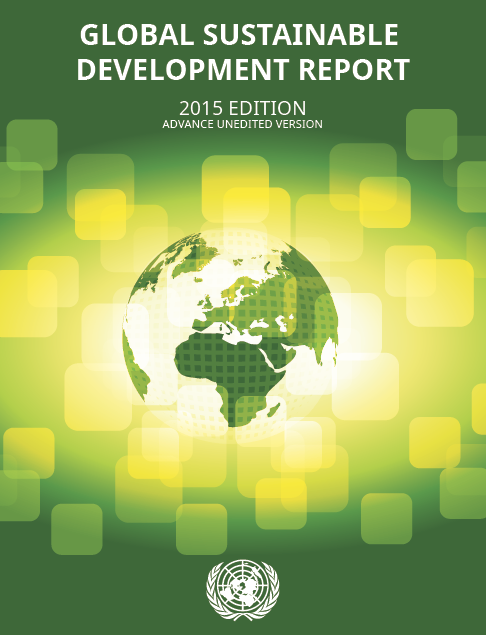 GLOBAL SUSTAINABLE
DEVELOPMENT REPORT
2015 EDITION
ADVANCE UNEDITED VERSION